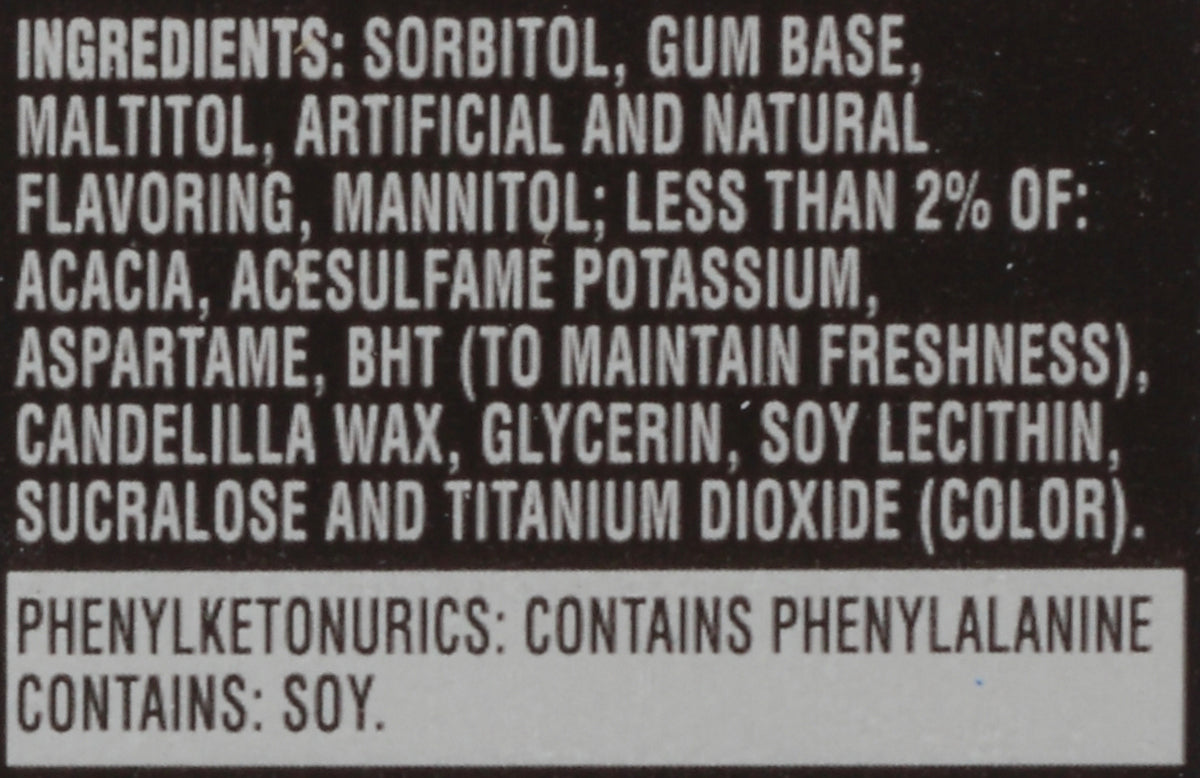 INGREDIENTS: SORBITOL, GUM BASE,
MALTITOL, ARTIFICIAL AND NATURAL
FLAVORING, MANNITOL; LESS THAN 2% OF:
ACACIA, ACESULFAME POTASSIUM,
ASPARTAME, BHT (TO MAINTAIN FRESHNESS),
CANDELILLA WAX, GLYCERIN, SOY LECITHIN,
SUCRALOSE AND TITANIUM DIOXIDE (COLOR).
PHENYLKETONURICS: CONTAINS PHENYLALANINE
CONTAINS: SOY.